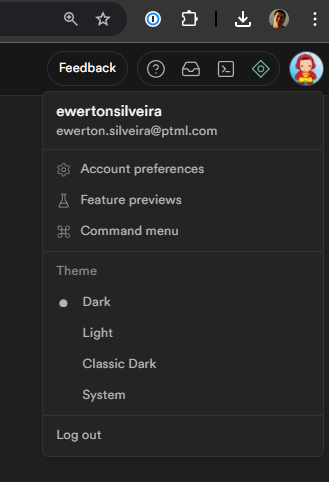 Feedback
ewertonsilveira
ewerton.silveira@ptml.com
Account preferences
Feature previews
Command menu
Theme
Dark
Light
Classic Dark
System
Log out